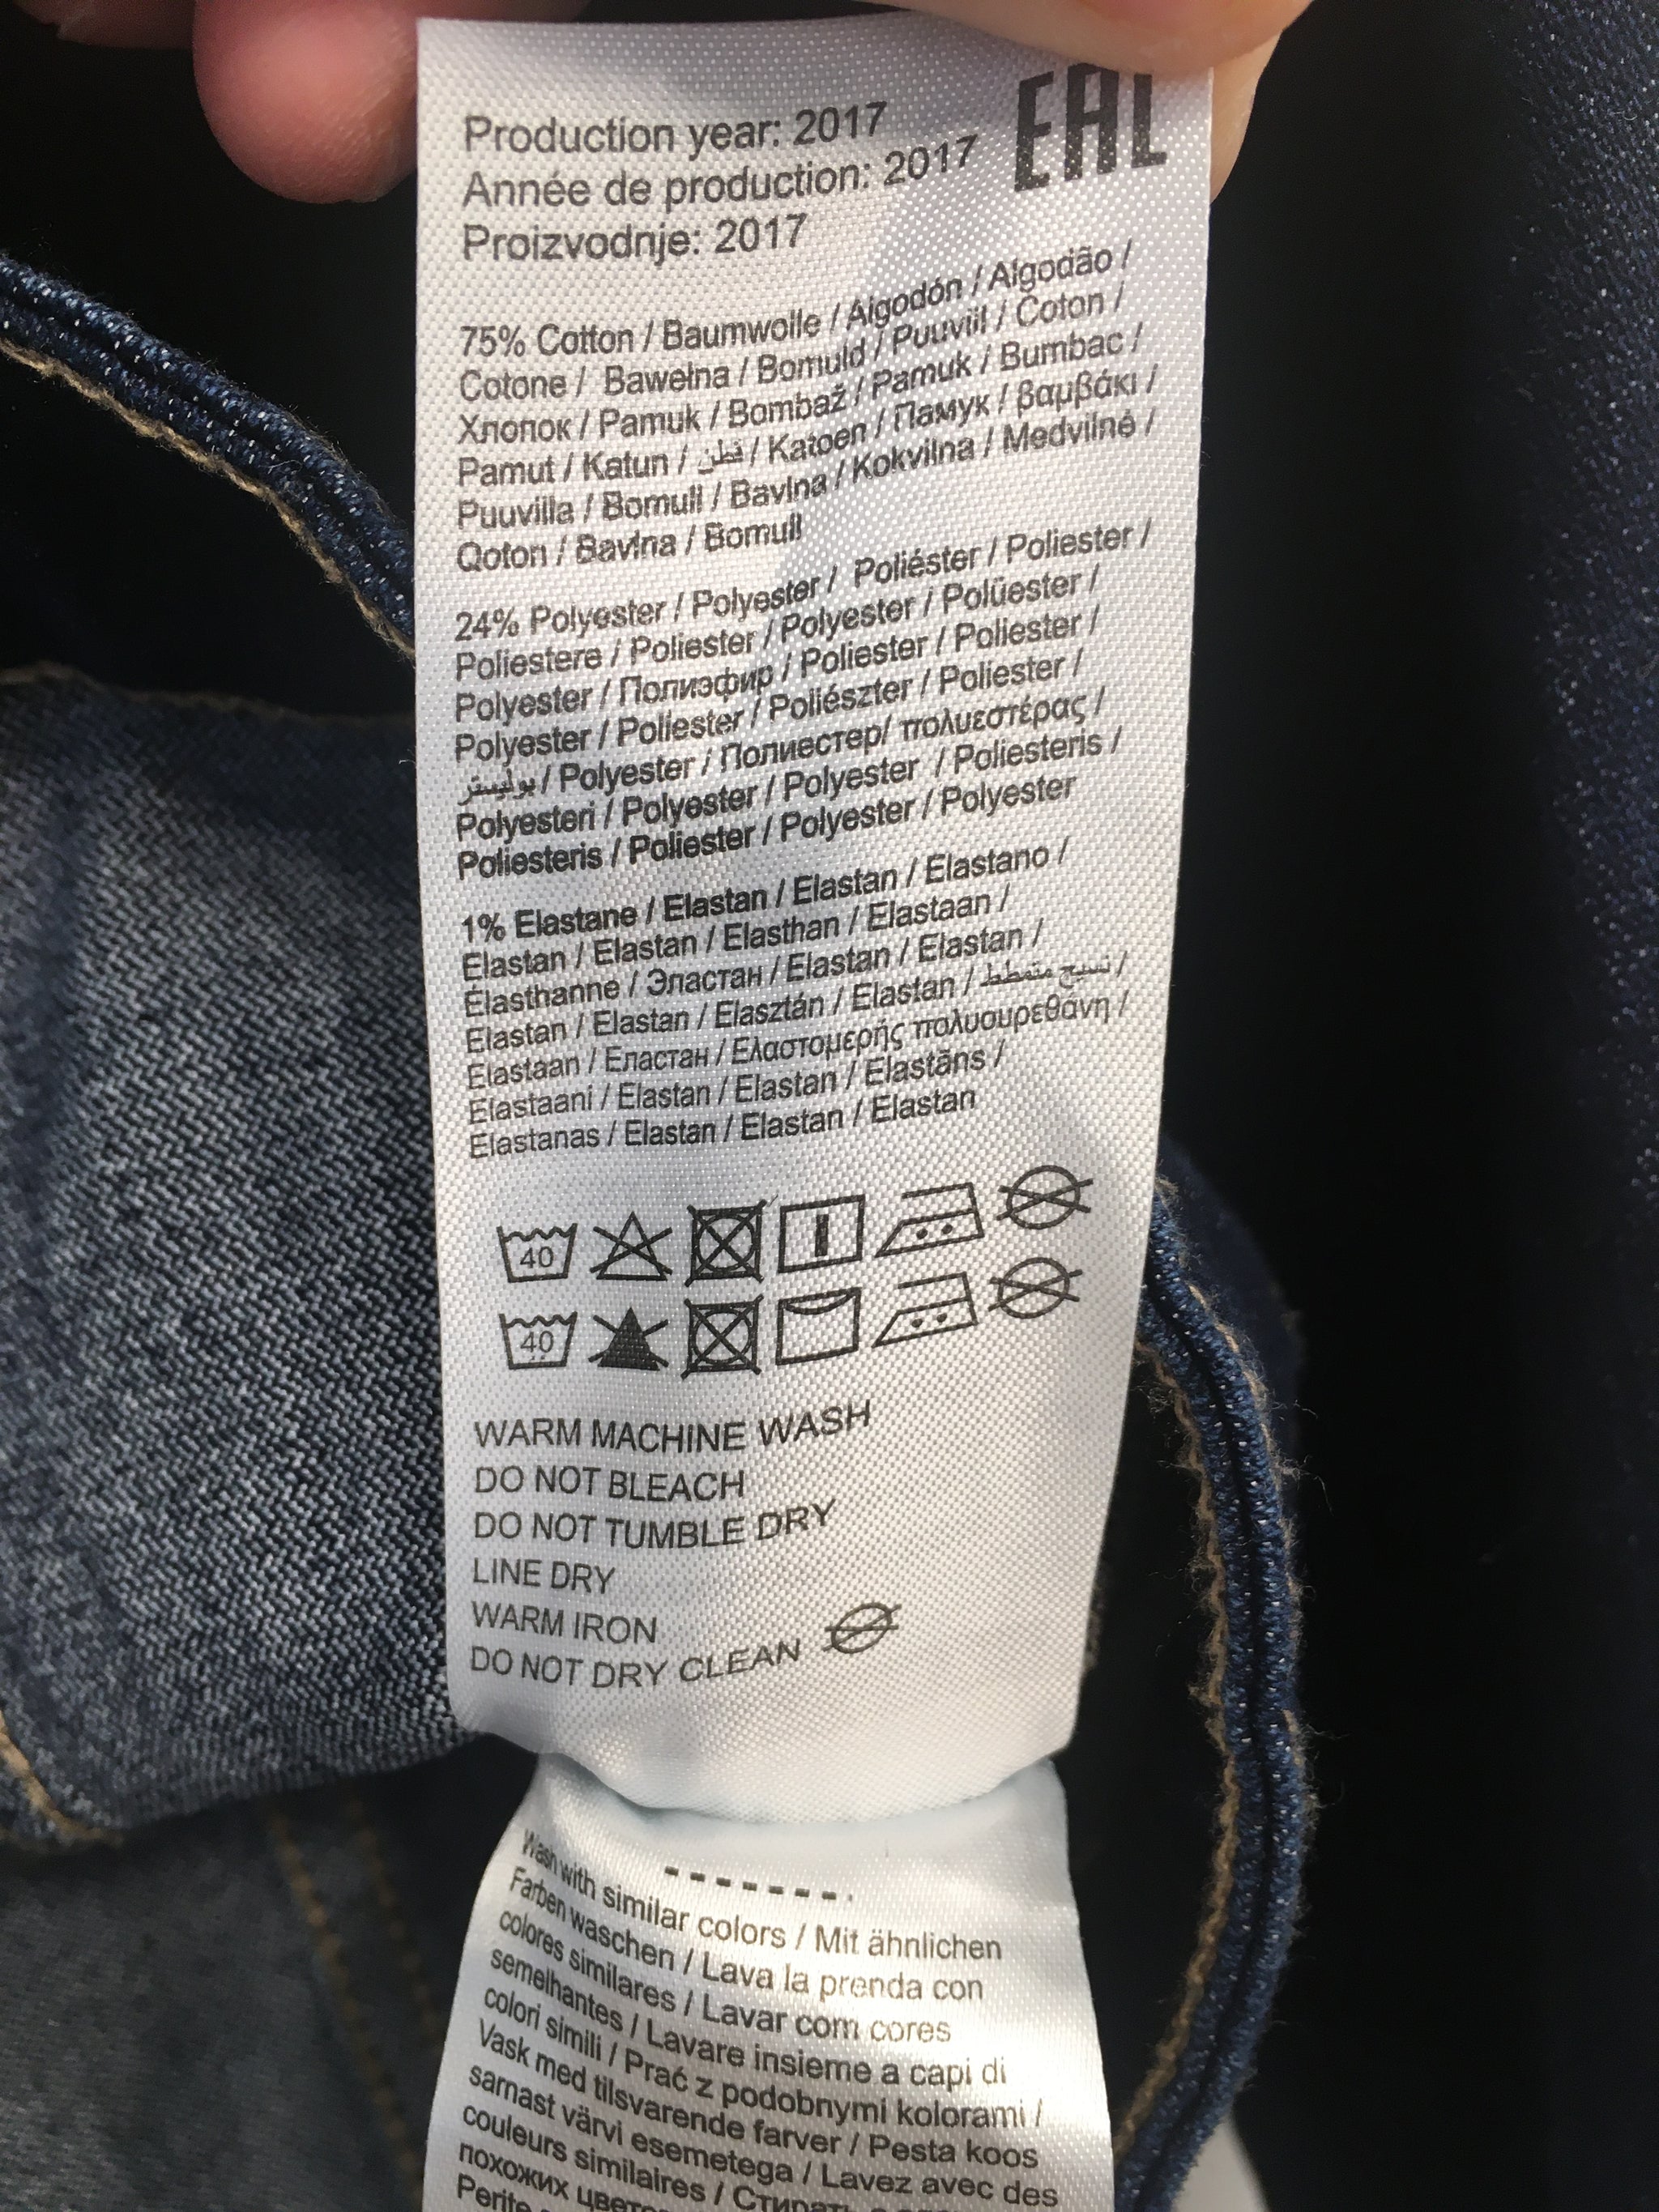 EAC
Production year: 2017
Année de production: 2017
Proizvodnje: 2017
75% Cotton / Baumwolle / Algodón / Algodão /
Cotone / Bawełna / Bomuld / Puuviil / Coton /
Хлопок / Pamuk / Bombaž / Pamuk / Bumbac /
Pamut / Katun / قطن / Katoen / Памук / βαμβάκι /
Puuvilla / Bomull / Bavlna / Kokvilna / Medvilnė /
Qoton / Bavlna / Bomull
24% Polyester / Polyester / Poliéster / Poliester /
Poliestere / Poliester / Polyester / Polüester /
Polyester / Полиэфир / Poliester / Poliester /
Polyester / Poliester / Poliészter / Poliester /
بوليستر / Polyester / Полиестер/ πολυεστέρας /
Polyesteri / Polyester / Polyester / Poliesteris /
Poliesteris / Poliester / Polyester / Polyester
1% Elastane / Elastan / Elastan / Elastano /
Elastan / Elastan / Elasthan / Elastaan /
Élasthanne / Эластан / Elastan / Elastan /
Elastan / Elastan / Elasztán / Elastan / نسيج متمطط /
Elastaan / Еластан / Ελαστομερής πολυουρεθάνη /
Elastaani / Elastan / Elastan / Elastāns /
Elastanas / Elastan / Elastan / Elastan
40
40
WARM MACHINE WASH
DO NOT BLEACH
DO NOT TUMBLE DRY
LINE DRY
WARM IRON
DO NOT DRY CLEAN
Wash with similar colors / Mit ähnlichen
Farben waschen / Lava la prenda con
colores similares / Lavar com cores
semelhantes / Lavare insieme a capi di
colori simili / Prać z podobnymi kolorami /
Vask med tilsvarende farver / Pesta koos
sarnast värvi esemetega / Lavez avec des
couleurs similaires / Стирать
похожих
Perite